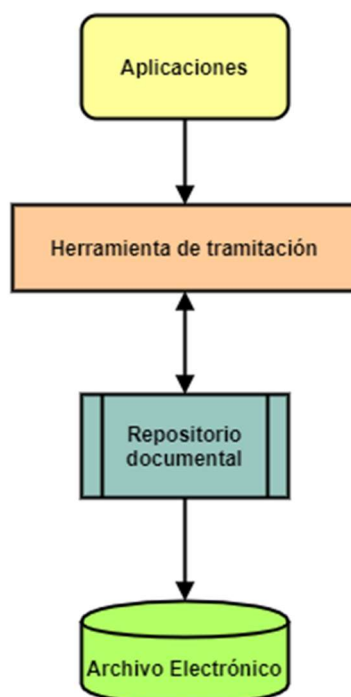 Aplicaciones
Herramienta de tramitación
Repositorio
documental
Archivo Electrónico